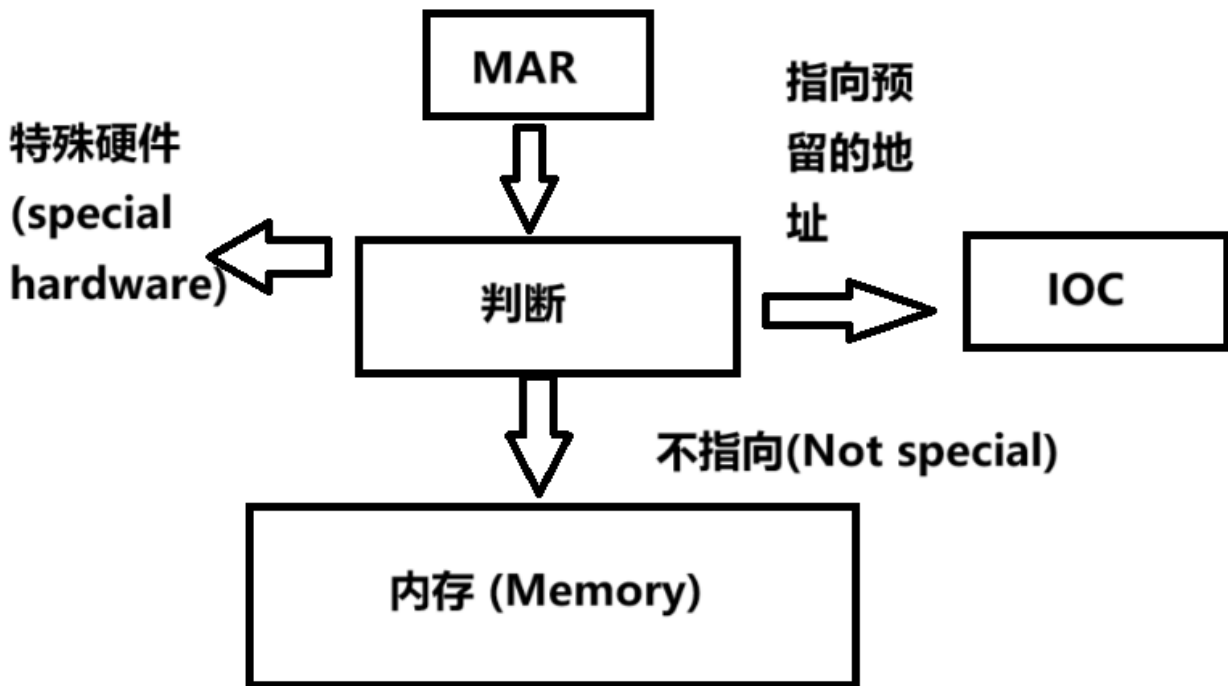 MAR
指向预
留的地
址
特殊硬件
(special
hardware)
判断
IOC
不指向(Not special)
内存 (Memory)